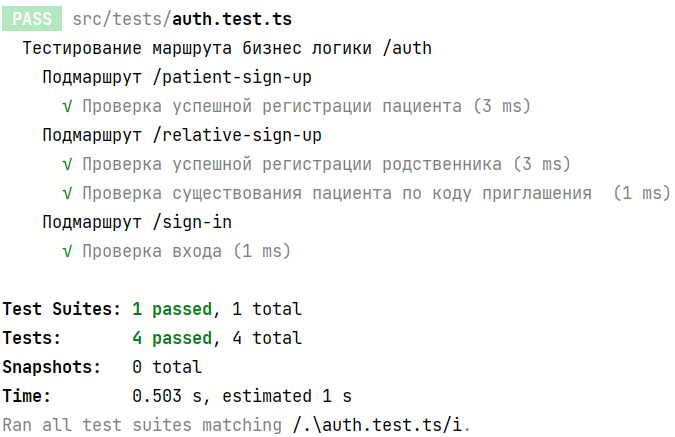 PASS src/tests/auth.test.ts
Тестирование маршрута бизнес логики /auth
Подмаршрут /patient-sign-up
√ Проверка успешной регистрации пациента (3 ms)
Подмаршрут /relative-sign-up
√ Проверка успешной регистрации родственника (3 ms)
√ Проверка существования пациента по коду приглашения  (1 ms)
Подмаршрут /sign-in
√ Проверка входа (1 ms)
Test Suites: 1 passed, 1 total
Tests:       4 passed, 4 total
Snapshots:   0 total
Time:        0.503 s, estimated 1 s
Ran all test suites matching /.\auth.test.ts/i.